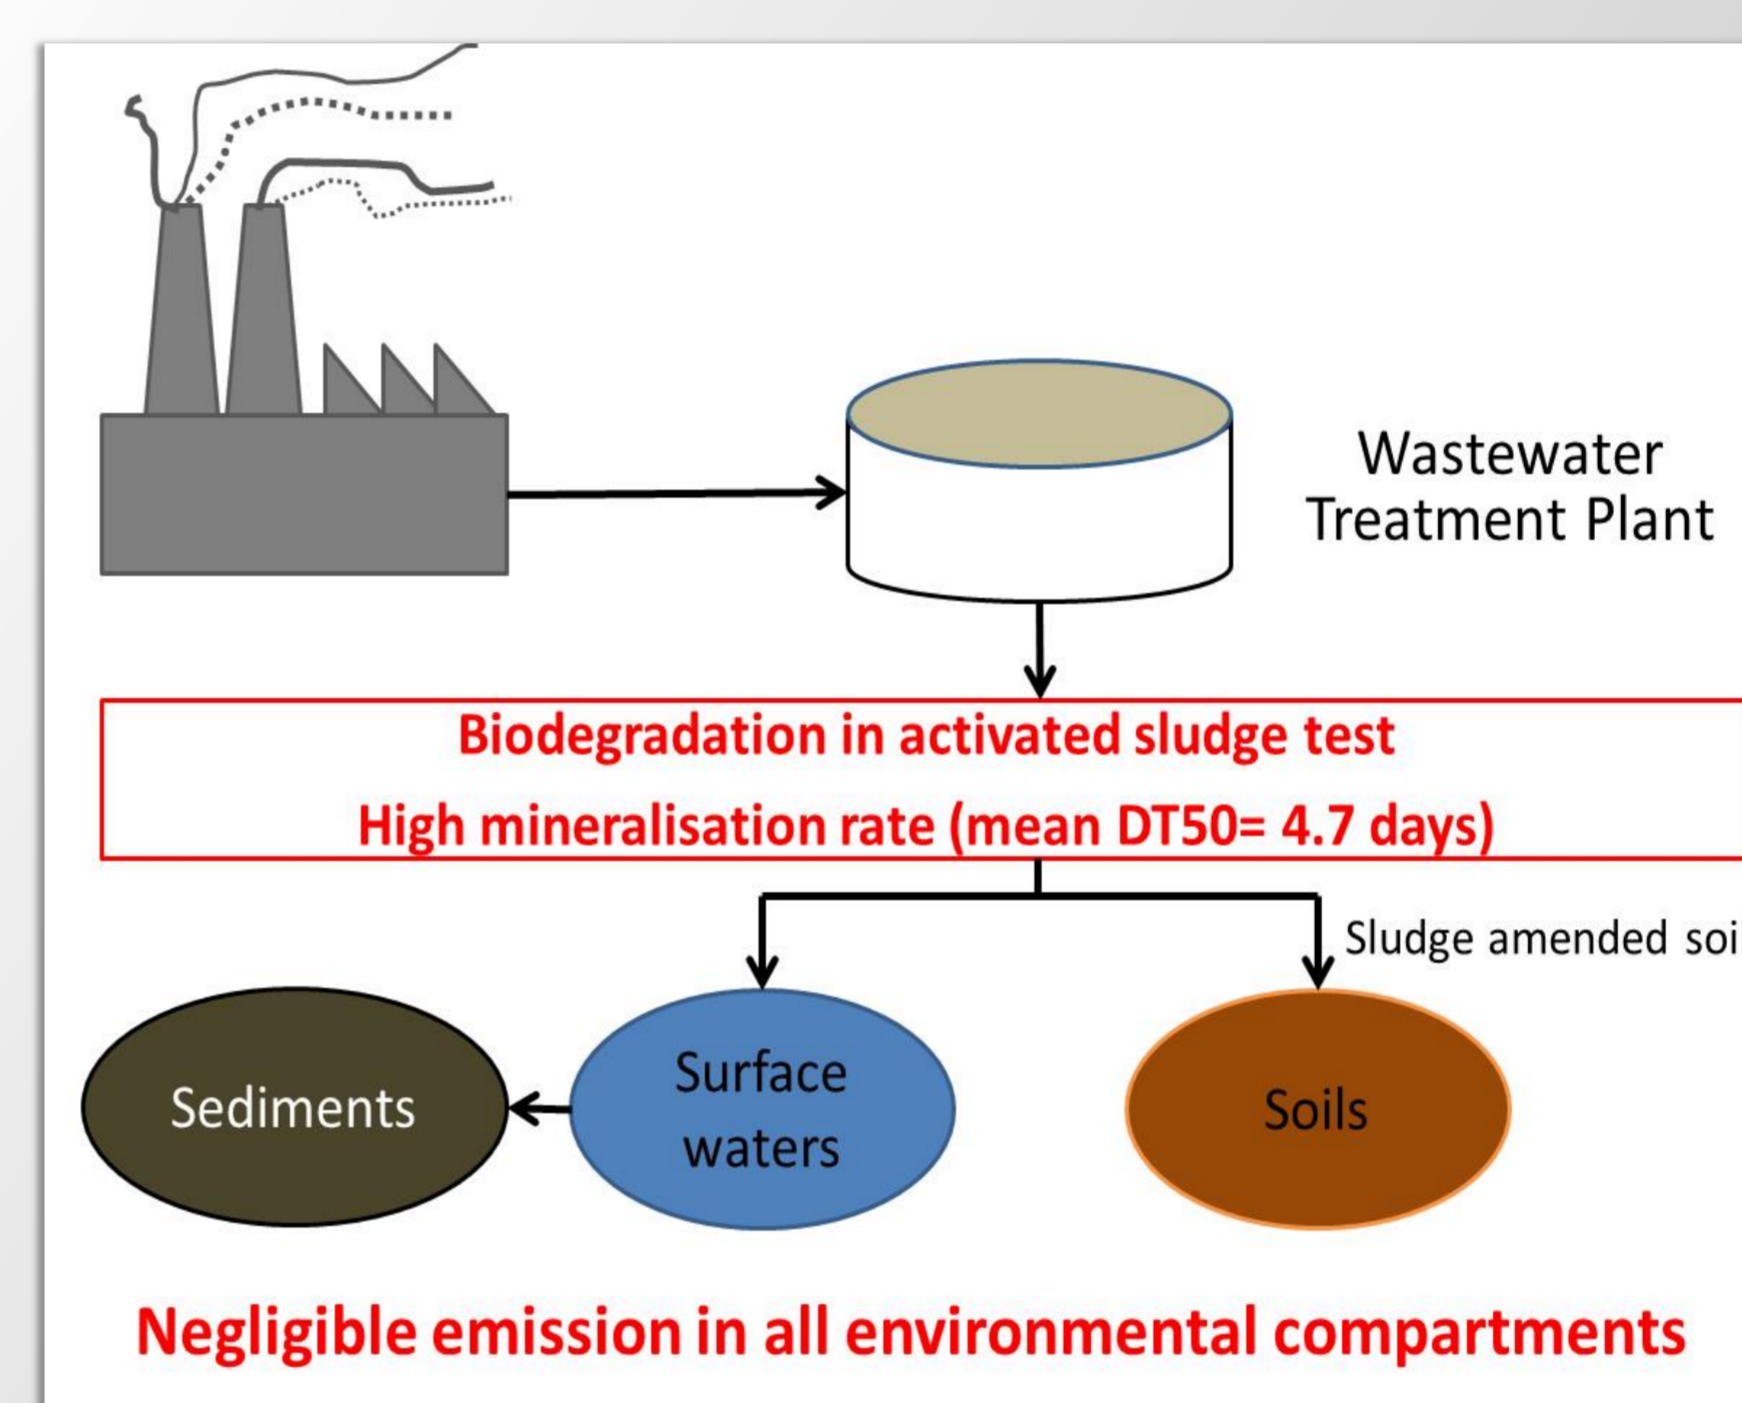 Wastewater
Treatment Plant
Biodegradation in activated sludge test
High mineralisation rate (mean DT50= 4.7 days)
Sludge amended soi
Sediments
Surface
waters
Soils
Negligible emission in all environmental compartments